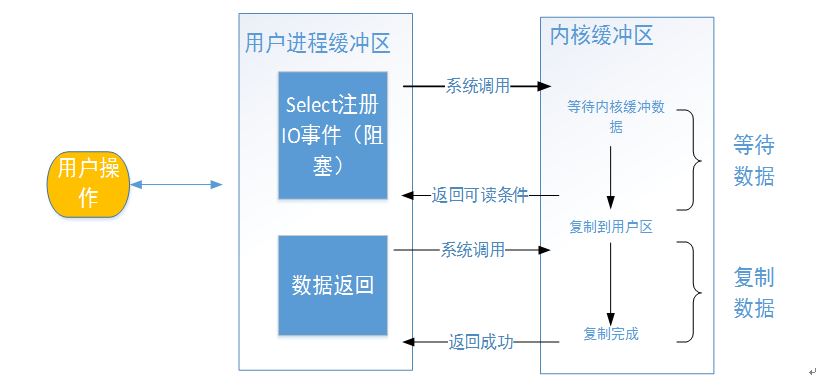 用户进程缓冲区
内核缓冲区
Select注册
IO事件（阻
塞）
系统调用
等待内核缓冲数
据
等待
数据
用户操
作
返回可读条件
复制到用户区
系统调用
数据返回
复制
数据
返回成功
复制完成